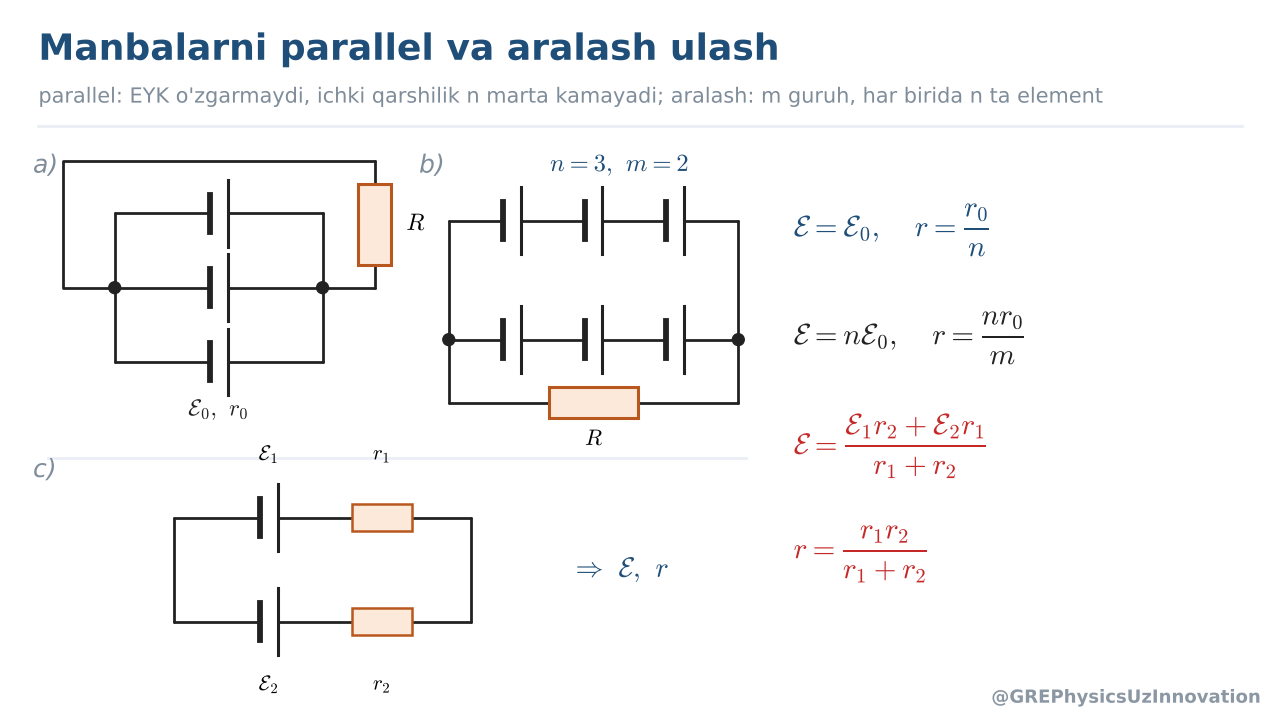 Manbalarni parallel va aralash ulash
parallel: EYK o'zgarmaydi, ichki qarshilik n marta kamayadi; aralash: m guruh, har birida n ta element
a)
R
ℰ₀, r₀
b)
n = 3, m = 2
R
c)
ℰ₁ r₁
ℰ₂ r₂
⇒ ℰ, r
ℰ = ℰ₀, r = r₀/n
ℰ = nℰ₀, r = nr₀/m
ℰ = (ℰ₁r₂ + ℰ₂r₁)/(r₁ + r₂)
r = r₁r₂/(r₁ + r₂)
@GREPhysicsUzInnovation